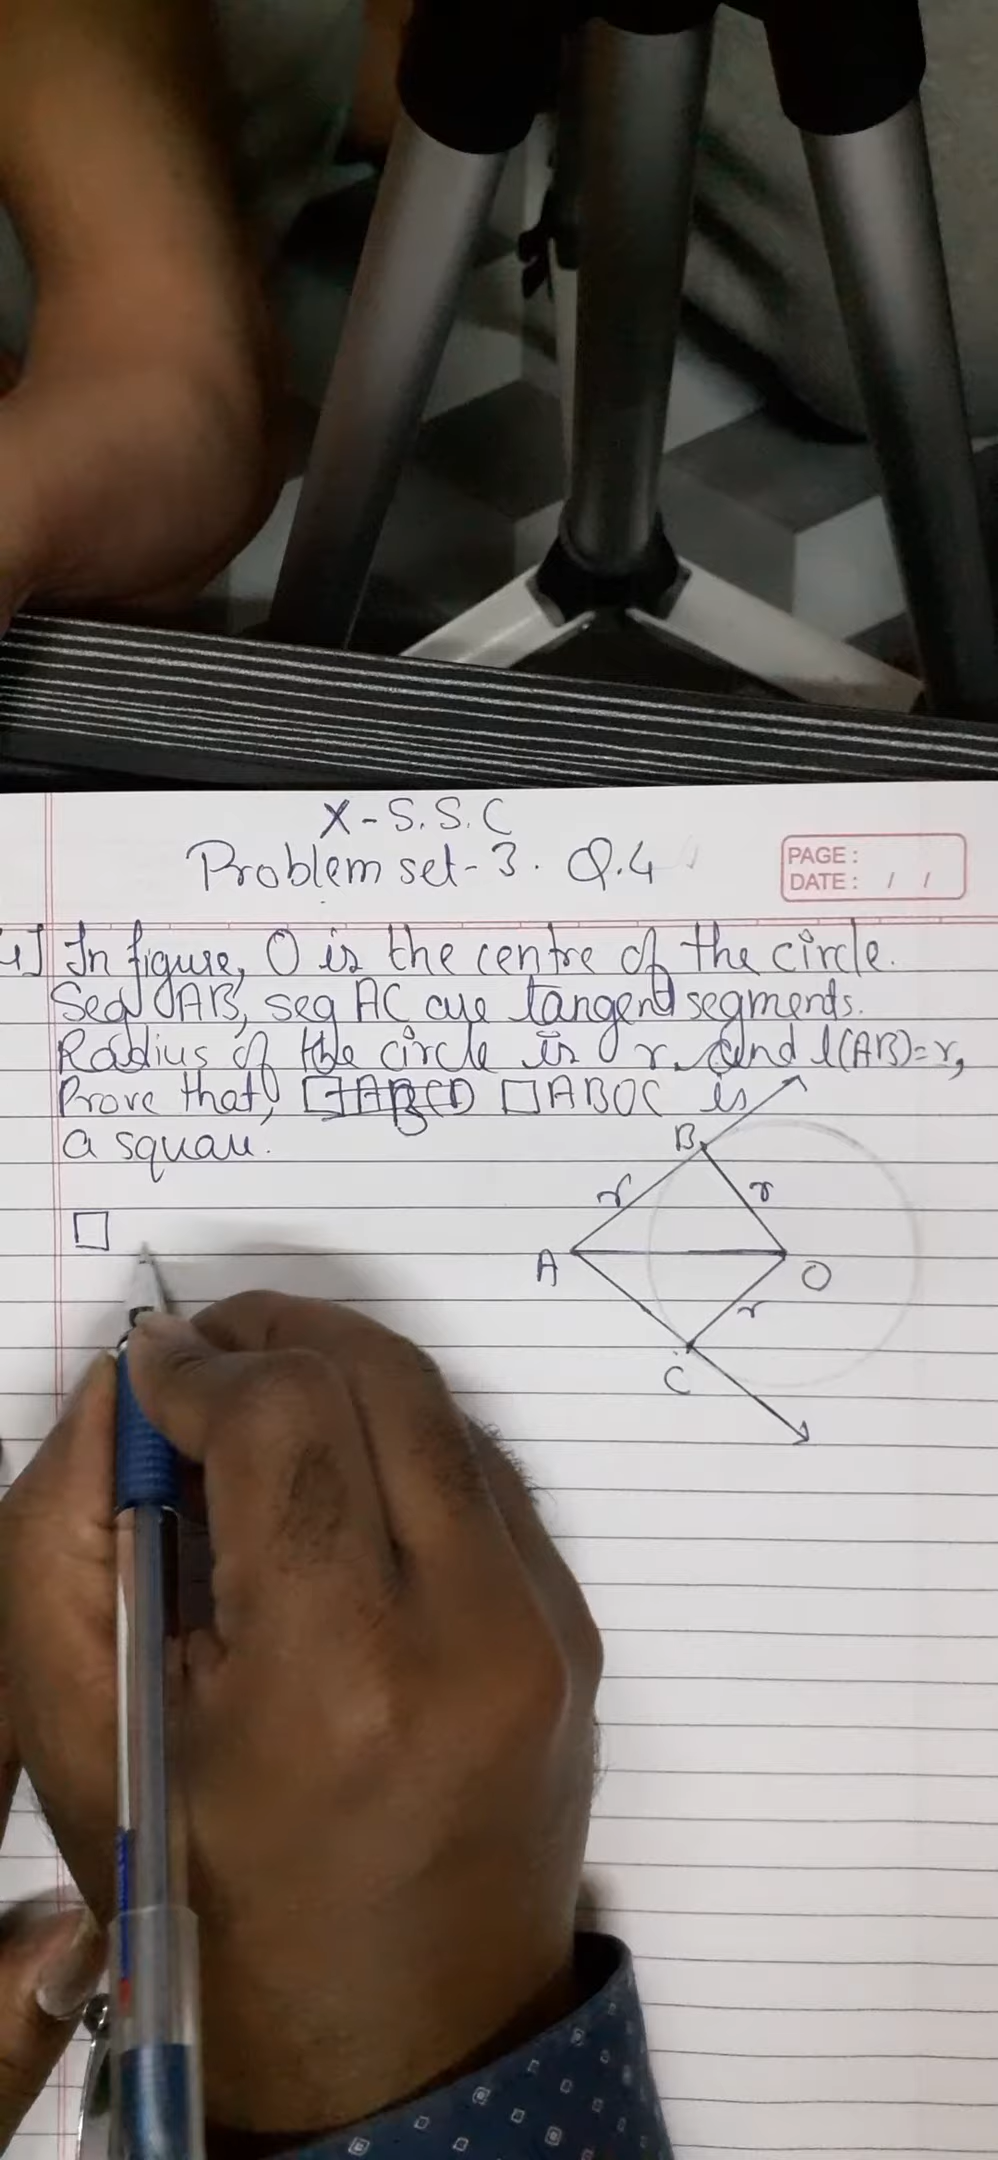 X-S.S.C
Problem set-3. Q.4
PAGE:
DATE: / /
4] In figure, O is the centre of the circle.
Seg AB, seg AC are tangent segments.
Radius of the circle is r. and l(AB)=r,
Prove that, □ABCD □ABOC is
a square.
B
r
r
□
A
O
r
C